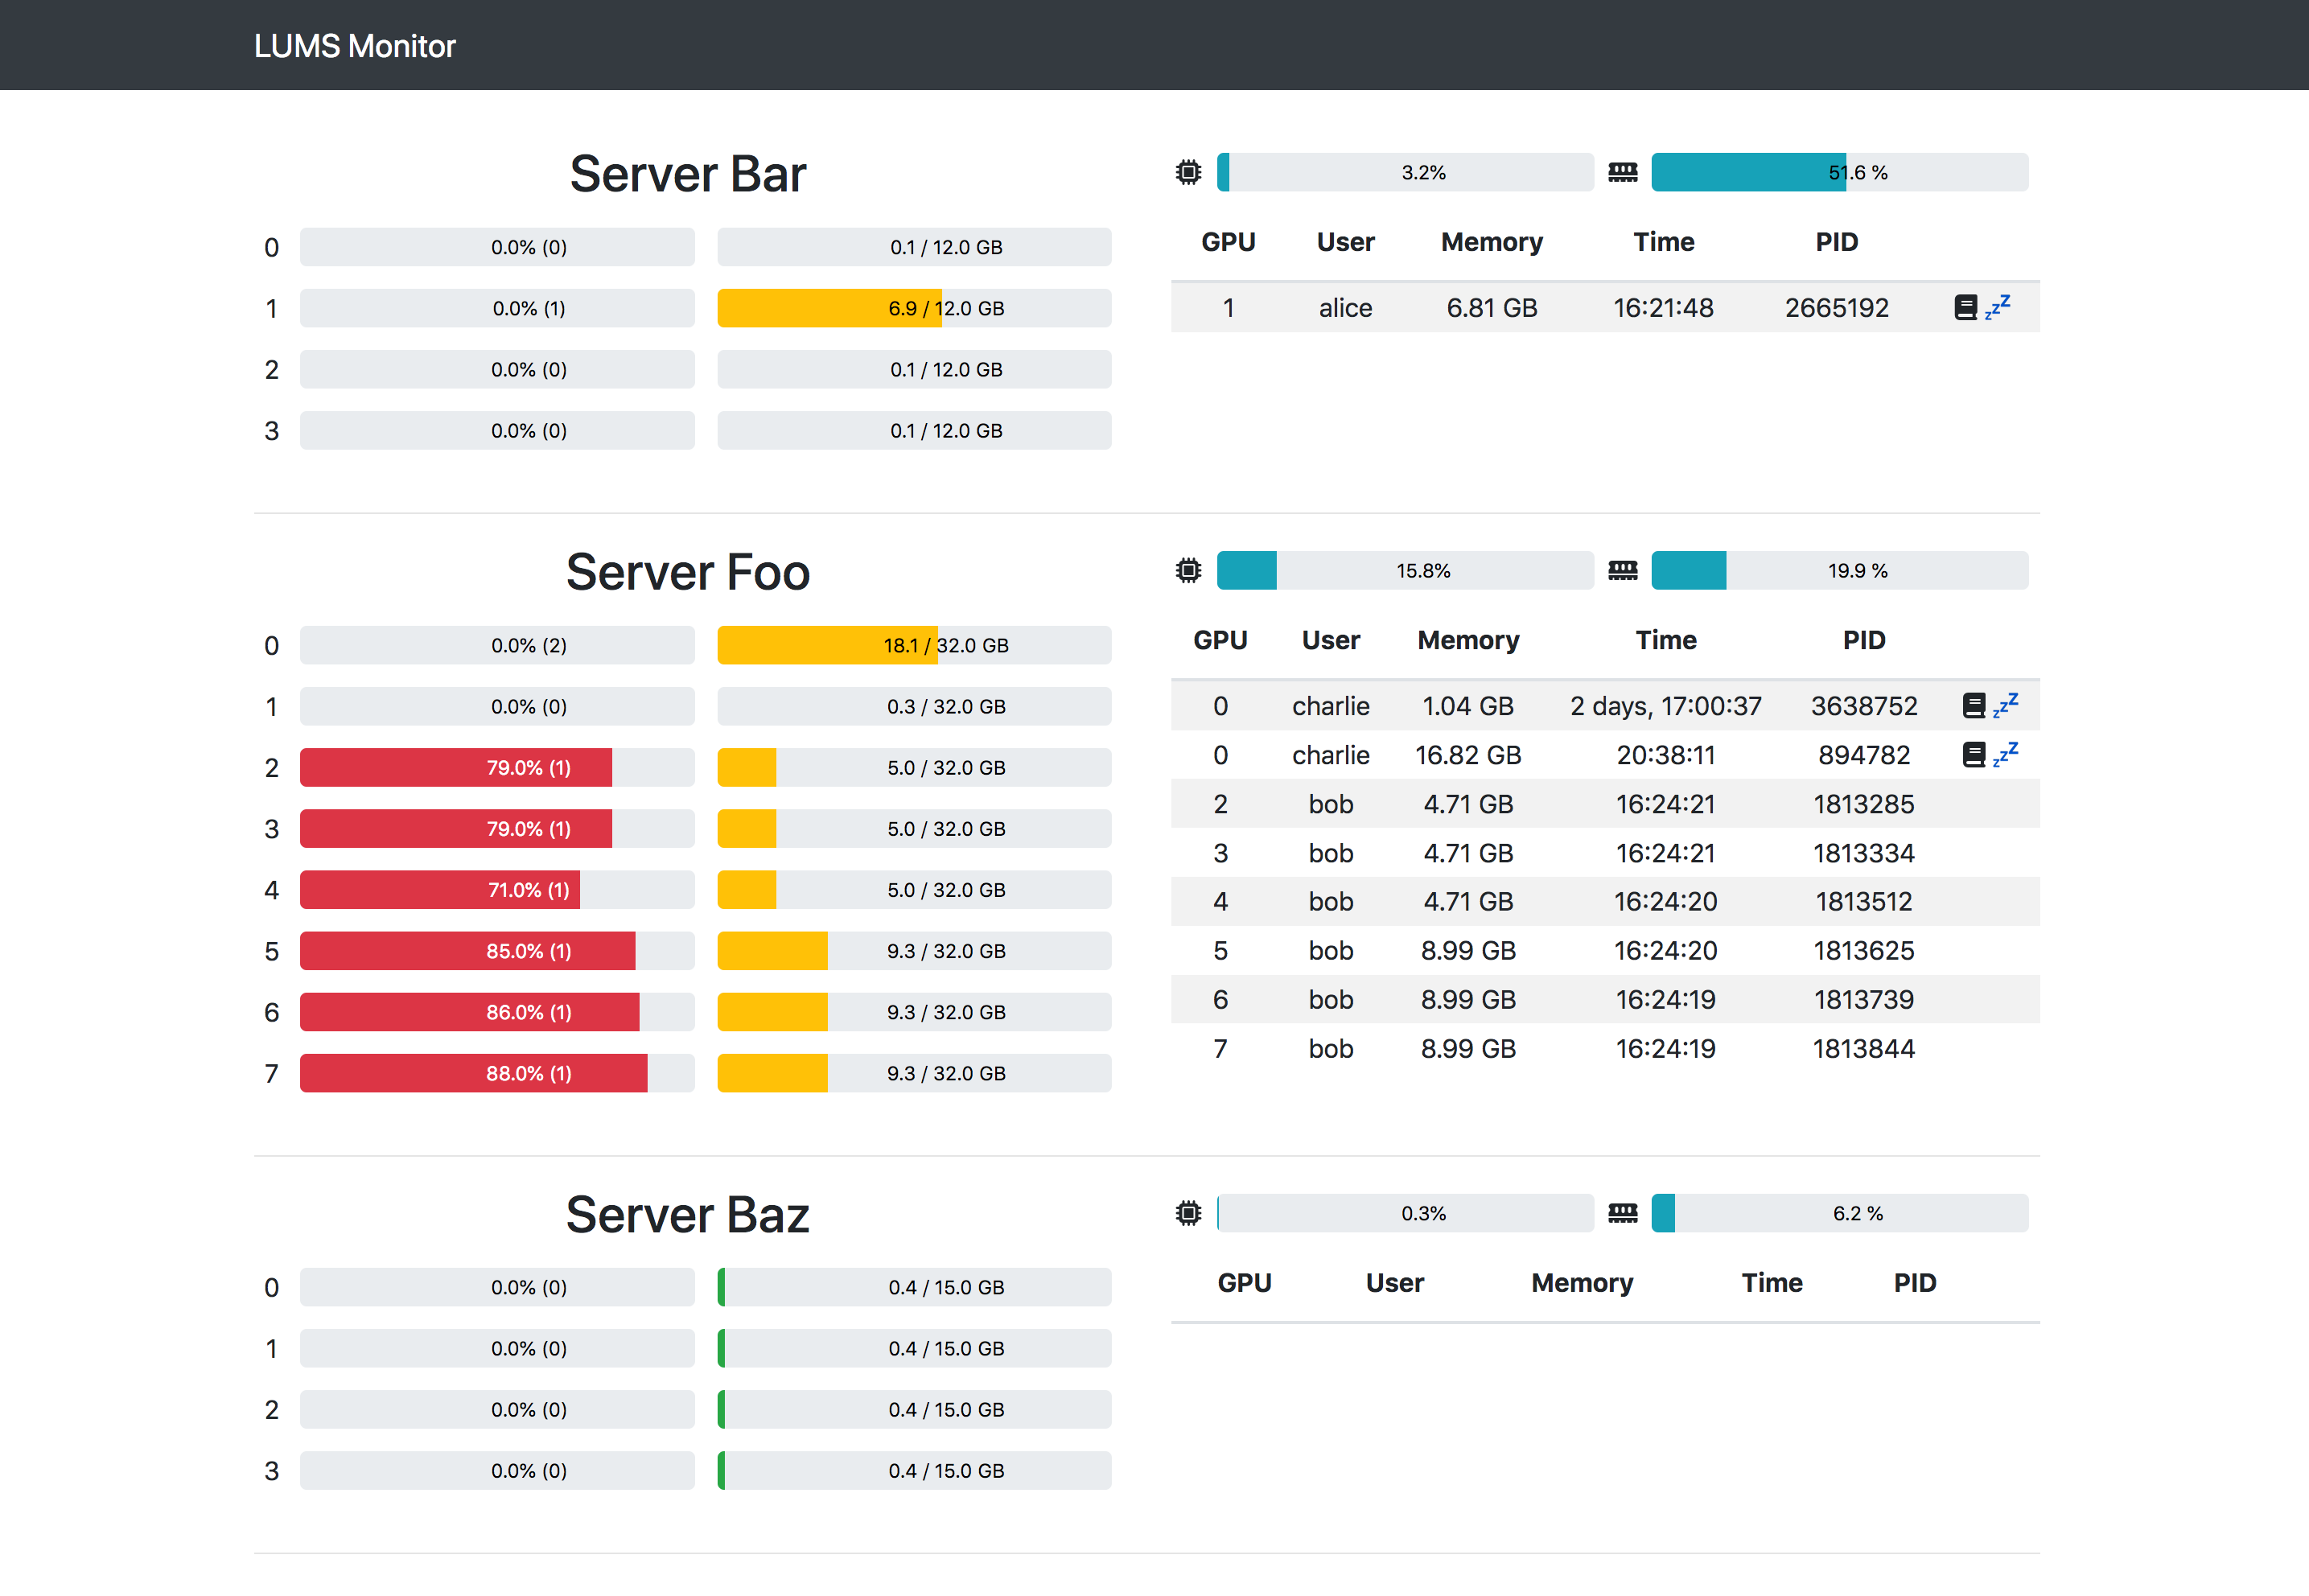 LUMS Monitor
Server Bar
3.2%
51.6 %
0 0.0% (0) 0.1 / 12.0 GB
1 0.0% (1) 6.9 / 12.0 GB
2 0.0% (0) 0.1 / 12.0 GB
3 0.0% (0) 0.1 / 12.0 GB
GPU User Memory Time PID
1 alice 6.81 GB 16:21:48 2665192 zzZ
Server Foo
15.8%
19.9 %
0 0.0% (2) 18.1 / 32.0 GB
1 0.0% (0) 0.3 / 32.0 GB
2 79.0% (1) 5.0 / 32.0 GB
3 79.0% (1) 5.0 / 32.0 GB
4 71.0% (1) 5.0 / 32.0 GB
5 85.0% (1) 9.3 / 32.0 GB
6 86.0% (1) 9.3 / 32.0 GB
7 88.0% (1) 9.3 / 32.0 GB
GPU User Memory Time PID
0 charlie 1.04 GB 2 days, 17:00:37 3638752 zzZ
0 charlie 16.82 GB 20:38:11 894782 zzZ
2 bob 4.71 GB 16:24:21 1813285
3 bob 4.71 GB 16:24:21 1813334
4 bob 4.71 GB 16:24:20 1813512
5 bob 8.99 GB 16:24:20 1813625
6 bob 8.99 GB 16:24:19 1813739
7 bob 8.99 GB 16:24:19 1813844
Server Baz
0.3%
6.2 %
0 0.0% (0) 0.4 / 15.0 GB
1 0.0% (0) 0.4 / 15.0 GB
2 0.0% (0) 0.4 / 15.0 GB
3 0.0% (0) 0.4 / 15.0 GB
GPU User Memory Time PID